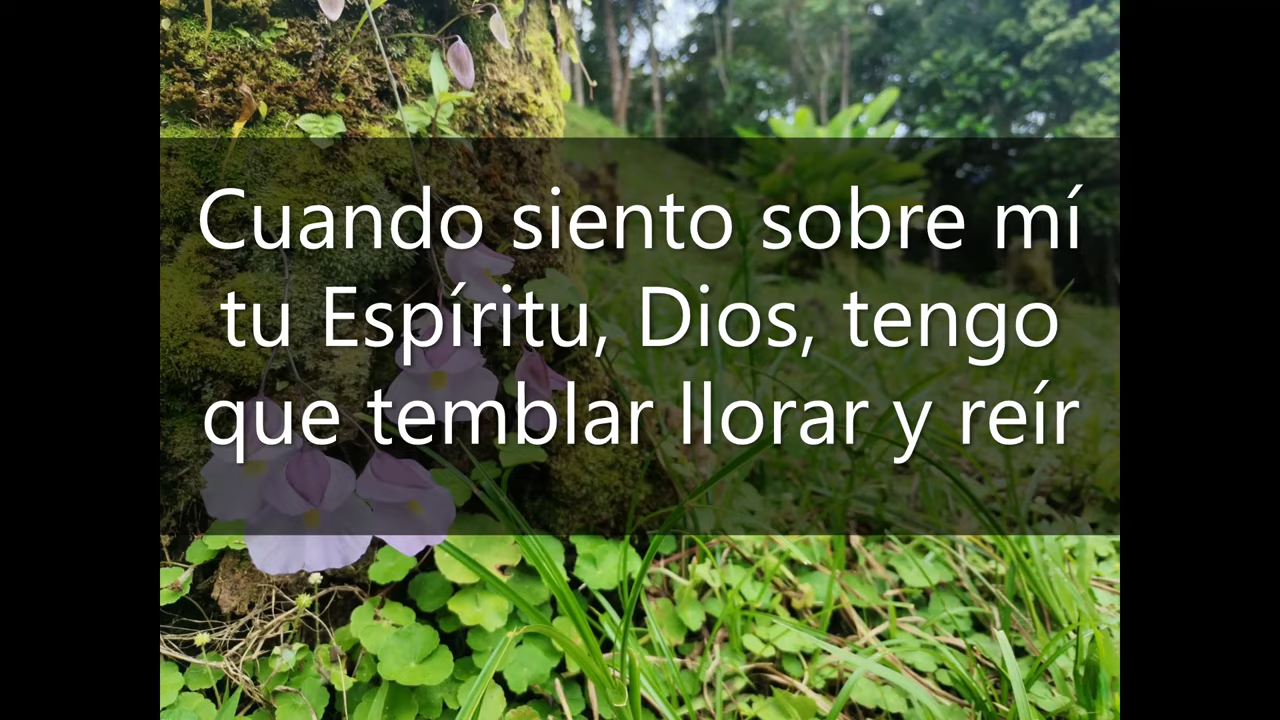 Cuando siento sobre mí
tu Espíritu, Dios, tengo
que temblar llorar y reír